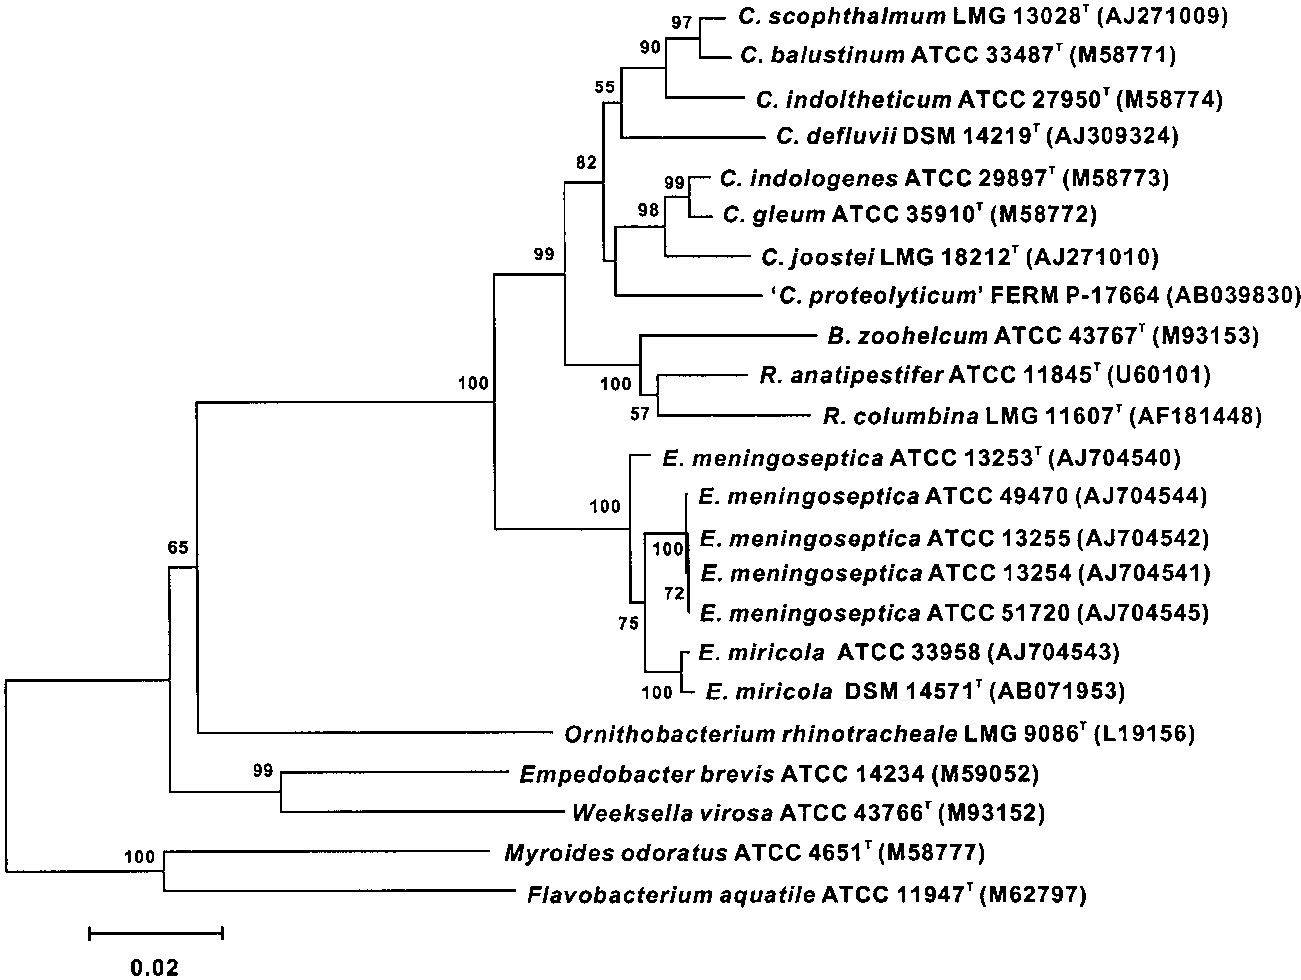 97
C. scophthalmum LMG 13028ᵀ (AJ271009)
90
C. balustinum ATCC 33487ᵀ (M58771)
55
C. indoltheticum ATCC 27950ᵀ (M58774)
C. defluvii DSM 14219ᵀ (AJ309324)
82
99
C. indologenes ATCC 29897ᵀ (M58773)
98
C. gleum ATCC 35910ᵀ (M58772)
99
C. joostei LMG 18212ᵀ (AJ271010)
‘C. proteolyticum’ FERM P-17664 (AB039830)
B. zoohelcum ATCC 43767ᵀ (M93153)
100
100
R. anatipestifer ATCC 11845ᵀ (U60101)
57
R. columbina LMG 11607ᵀ (AF181448)
E. meningoseptica ATCC 13253ᵀ (AJ704540)
100
E. meningoseptica ATCC 49470 (AJ704544)
65
100
E. meningoseptica ATCC 13255 (AJ704542)
E. meningoseptica ATCC 13254 (AJ704541)
72
E. meningoseptica ATCC 51720 (AJ704545)
75
E. miricola ATCC 33958 (AJ704543)
100
E. miricola DSM 14571ᵀ (AB071953)
Ornithobacterium rhinotracheale LMG 9086ᵀ (L19156)
99
Empedobacter brevis ATCC 14234 (M59052)
Weeksella virosa ATCC 43766ᵀ (M93152)
100
Myroides odoratus ATCC 4651ᵀ (M58777)
Flavobacterium aquatile ATCC 11947ᵀ (M62797)
0.02